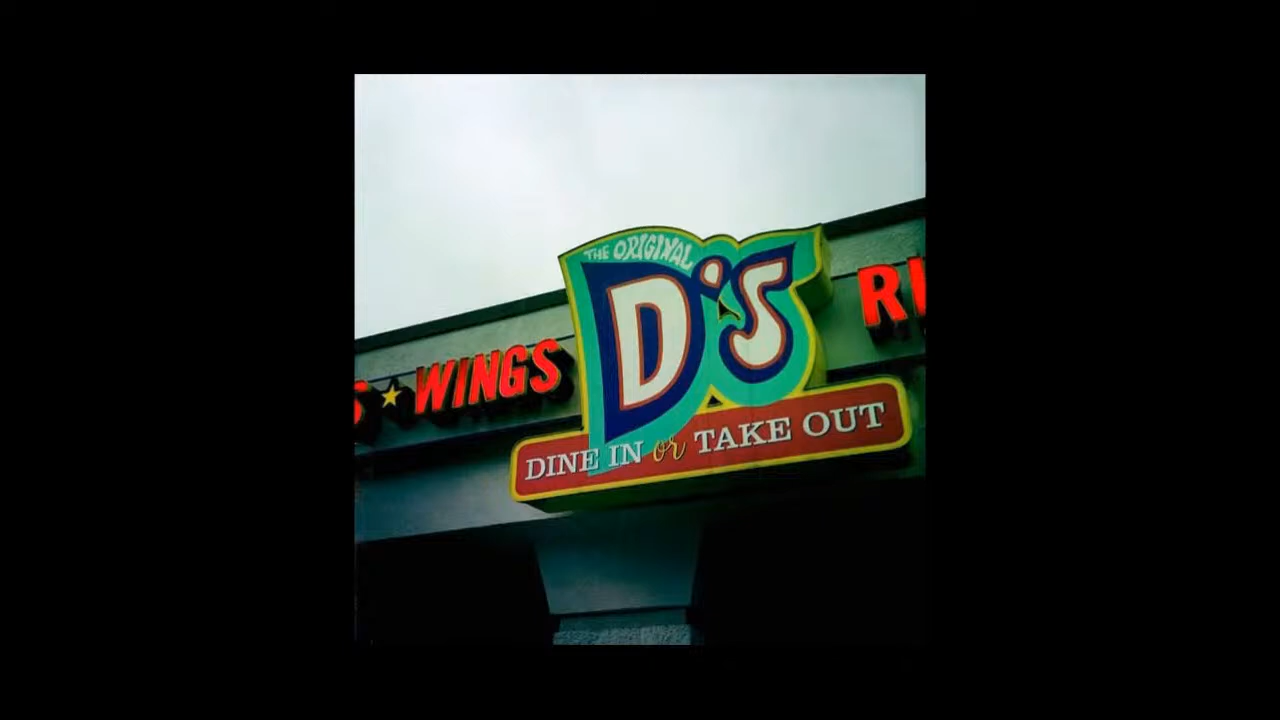 THE ORIGINAL
D'S
WINGS
DINE IN or TAKE OUT